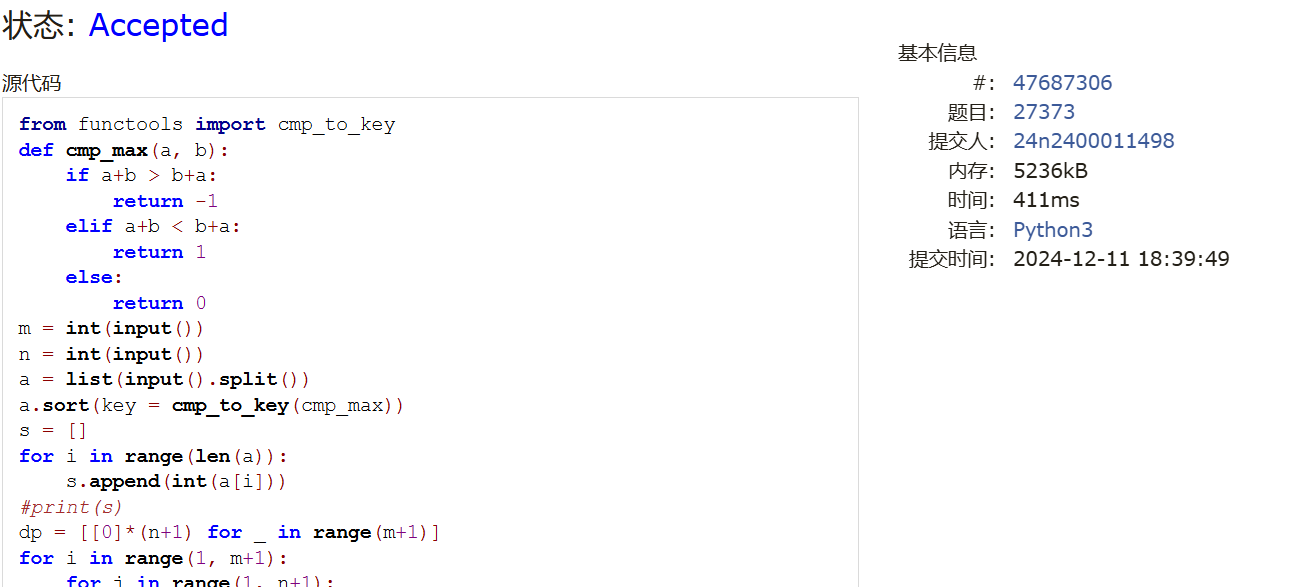 状态: Accepted
源代码
from functools import cmp_to_key
def cmp_max(a, b):
    if a+b > b+a:
        return -1
    elif a+b < b+a:
        return 1
    else:
        return 0
m = int(input())
n = int(input())
a = list(input().split())
a.sort(key = cmp_to_key(cmp_max))
s = []
for i in range(len(a)):
    s.append(int(a[i]))
#print(s)
dp = [[0]*(n+1) for _ in range(m+1)]
for i in range(1, m+1):
    for j in range(1, n+1):
基本信息
#: 47687306
题目: 27373
提交人: 24n2400011498
内存: 5236kB
时间: 411ms
语言: Python3
提交时间: 2024-12-11 18:39:49